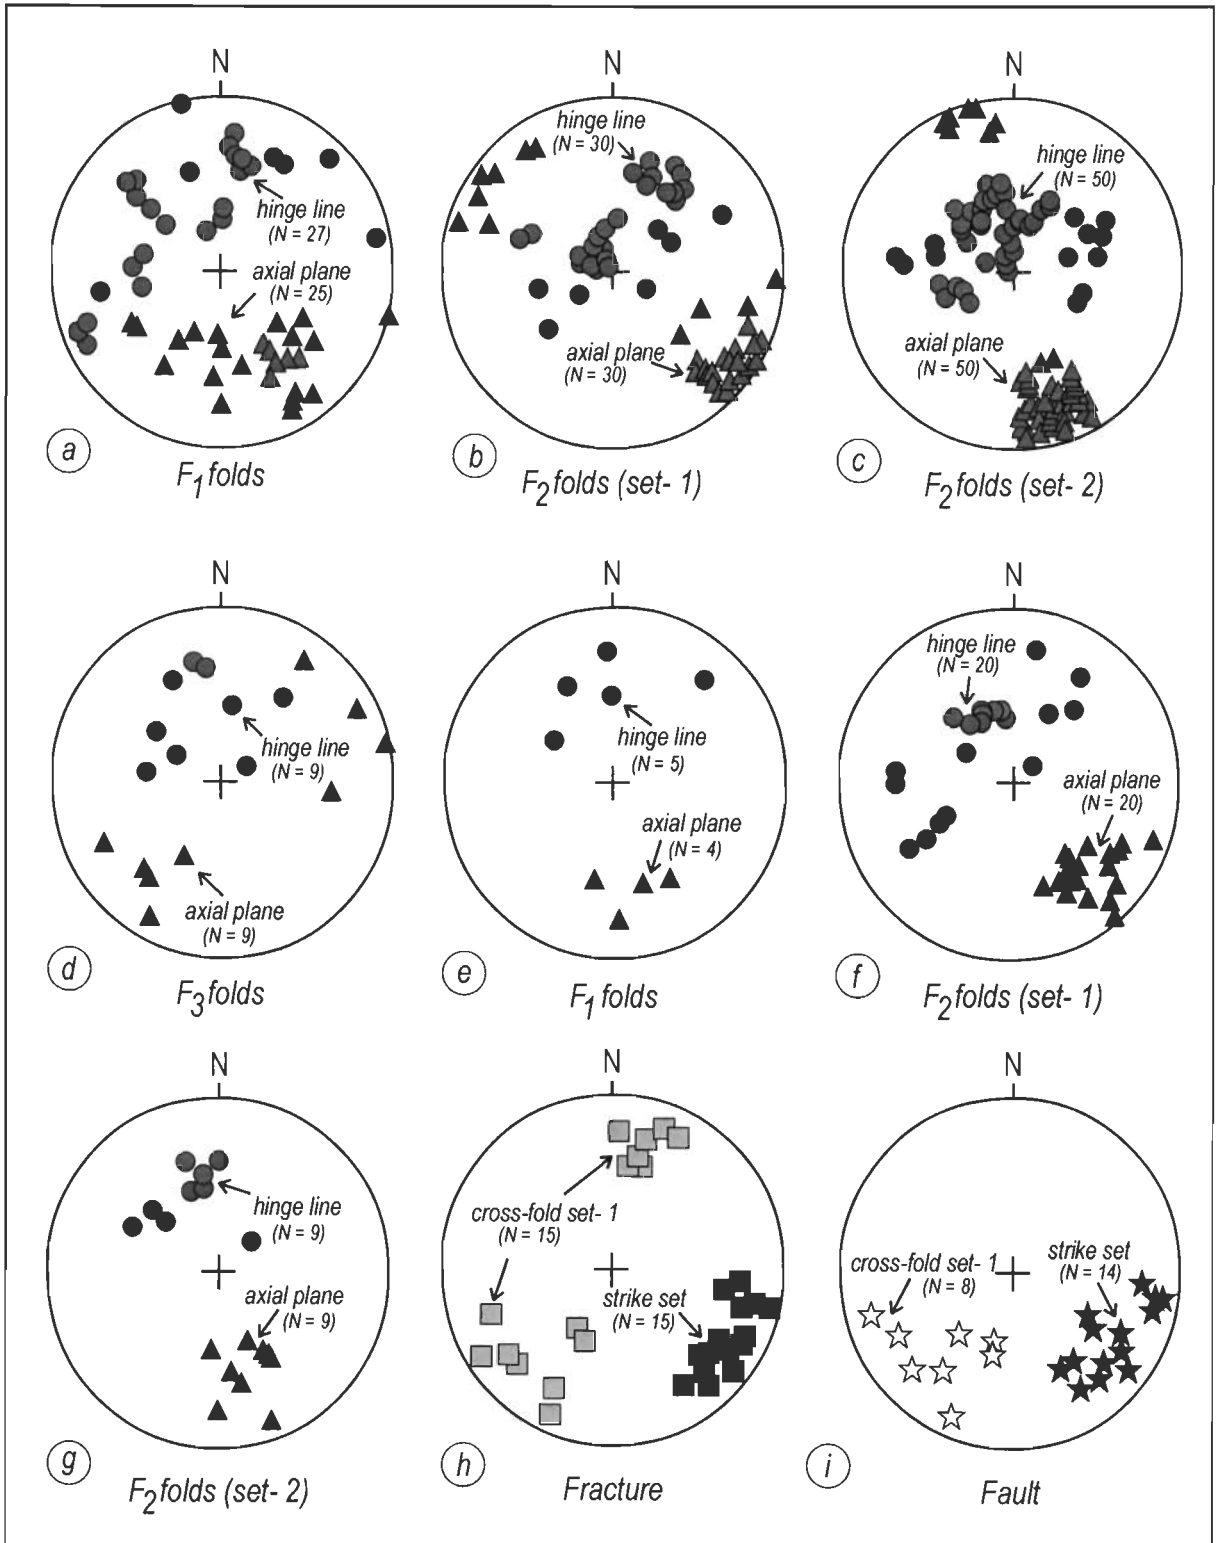 N
hinge line
(N = 27)
axial plane
(N = 25)
a
F1 folds
N
hinge line
(N = 30)
axial plane
(N = 30)
b
F2 folds (set- 1)
N
hinge line
(N = 50)
axial plane
(N = 50)
c
F2 folds (set- 2)
N
hinge line
(N = 9)
axial plane
(N = 9)
d
F3 folds
N
hinge line
(N = 5)
axial plane
(N = 4)
e
F1 folds
N
hinge line
(N = 20)
axial plane
(N = 20)
f
F2 folds (set- 1)
N
hinge line
(N = 9)
axial plane
(N = 9)
g
F2 folds (set- 2)
N
cross-fold set- 1
(N = 15)
strike set
(N = 15)
h
Fracture
N
cross-fold set- 1
(N = 8)
strike set
(N = 14)
i
Fault